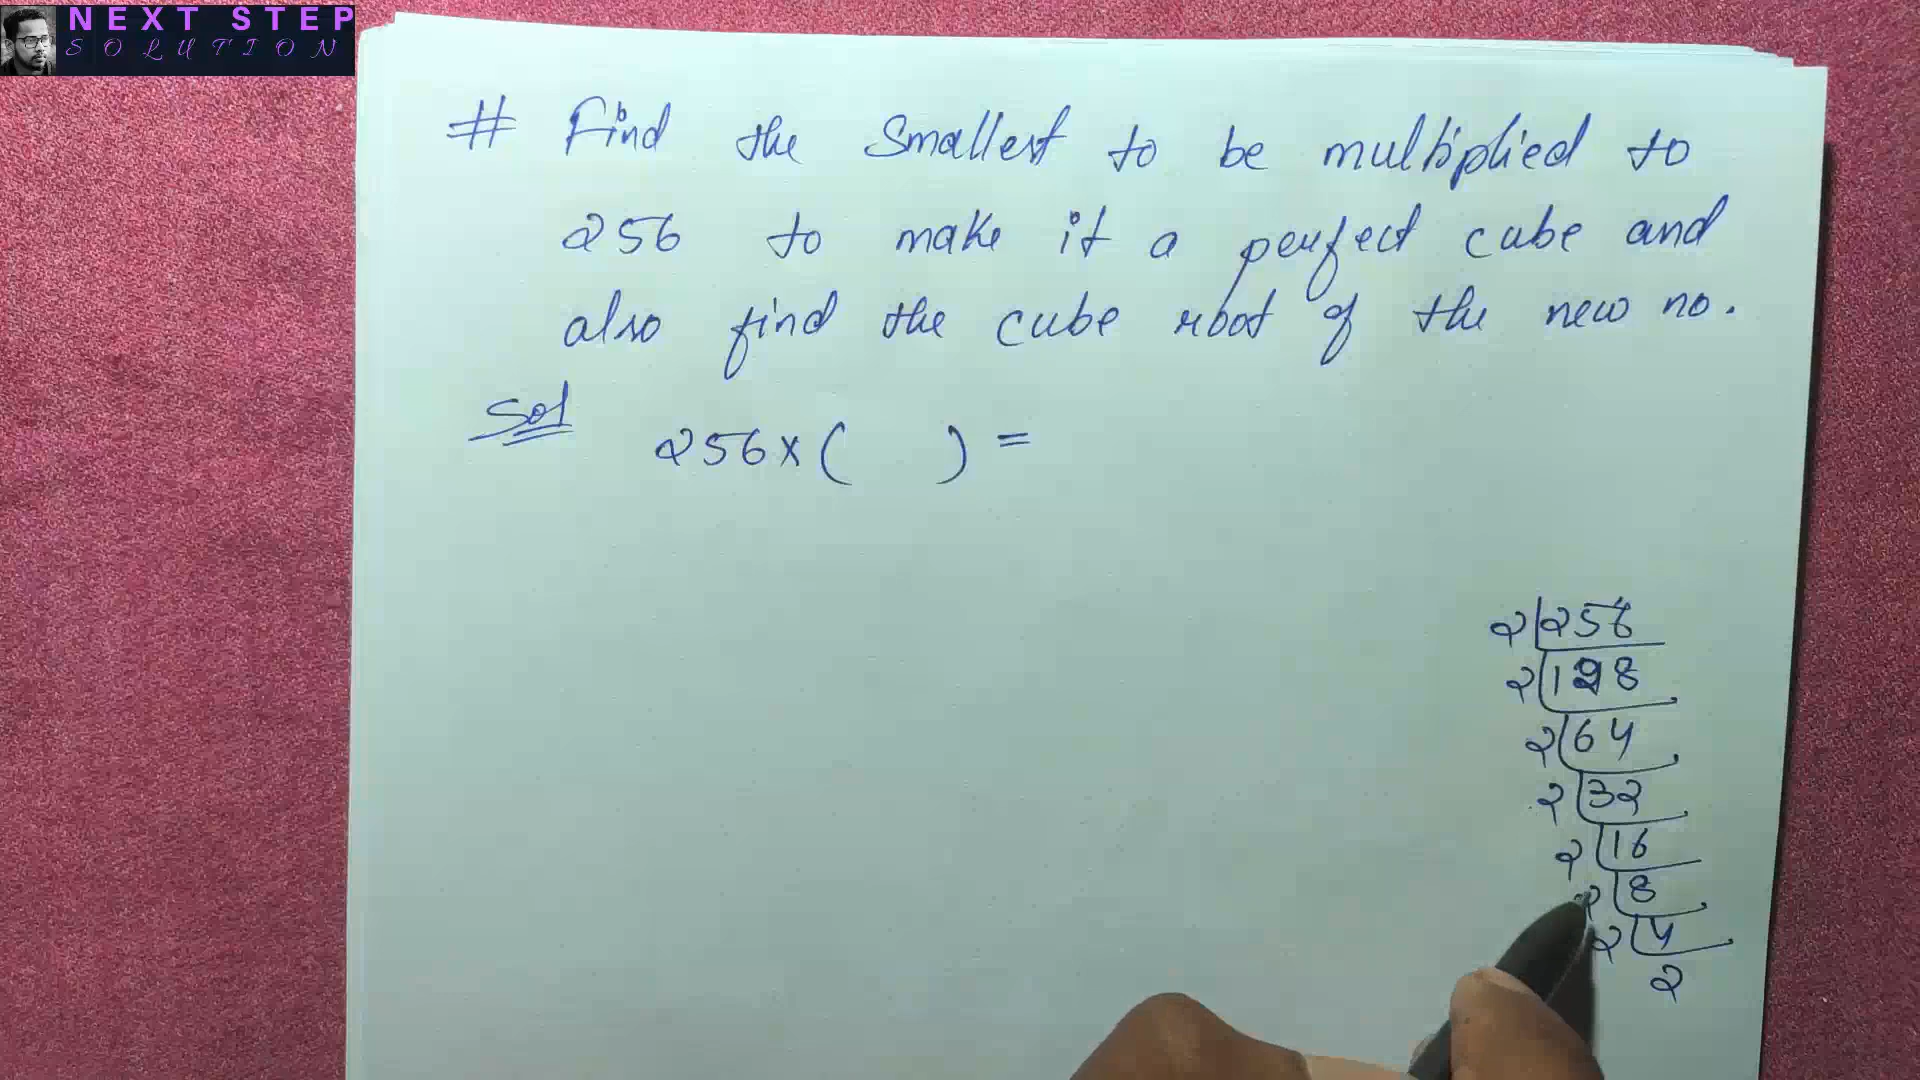 NEXT STEP
SOLUTION
# Find the Smallest to be multiplied to
256 to make it a perfect cube and
also find the cube root of the new no.
Sol
256 x ( ) =
2 256
2 128
2 64
2 32
2 16
2 8
2 4
2